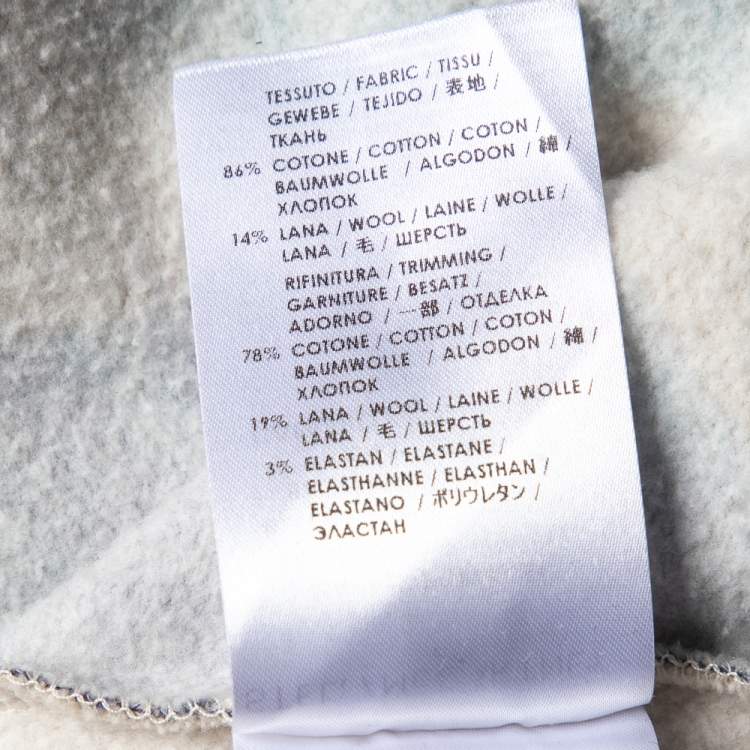 TESSUTO / FABRIC / TISSU /
GEWEBE / TEJIDO / 表地 /
ТКАНЬ
86% COTONE / COTTON / COTON /
BAUMWOLLE / ALGODON / 綿 /
ХЛОПОК
14% LANA / WOOL / LAINE / WOLLE /
LANA / 毛 / ШЕРСТЬ
RIFINITURA / TRIMMING /
GARNITURE / BESATZ /
ADORNO / 一部 / ОТДЕЛКА
78% COTONE / COTTON / COTON /
BAUMWOLLE / ALGODON / 綿 /
ХЛОПОК
19% LANA / WOOL / LAINE / WOLLE /
LANA / 毛 / ШЕРСТЬ
3% ELASTAN / ELASTANE /
ELASTHANNE / ELASTHAN /
ELASTANO / ポリウレタン /
ЭЛАСТАН